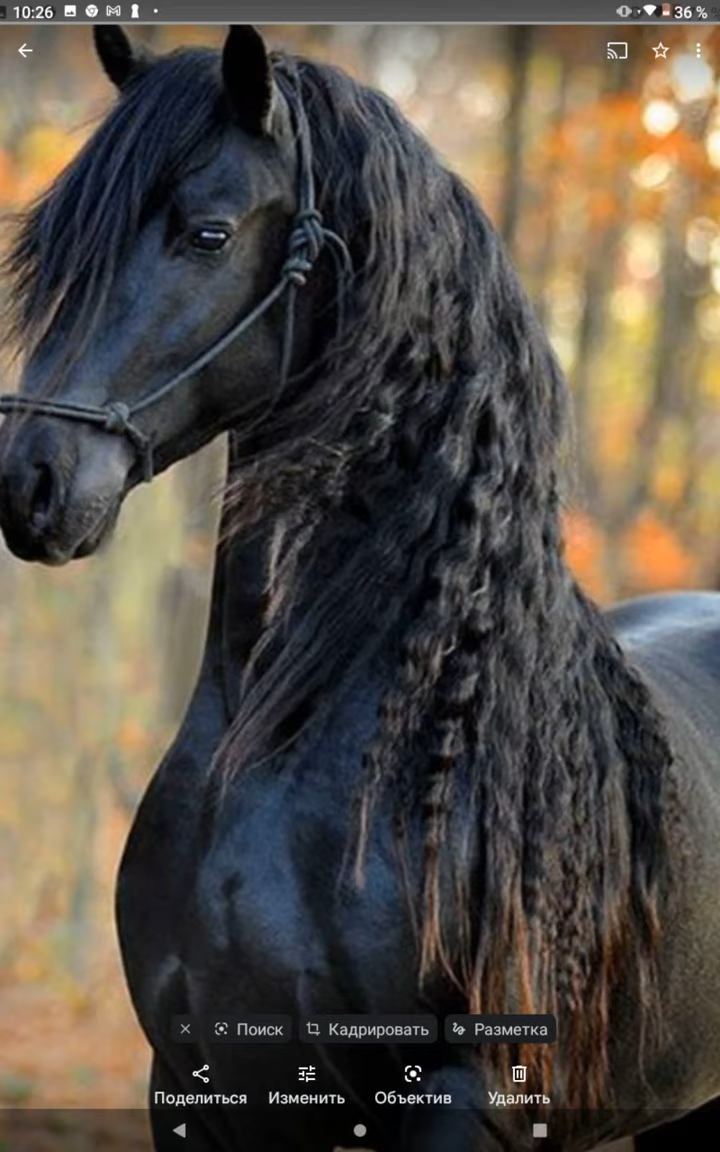 10:26 36 %
Поиск Кадрировать Разметка
Поделиться Изменить Объектив Удалить